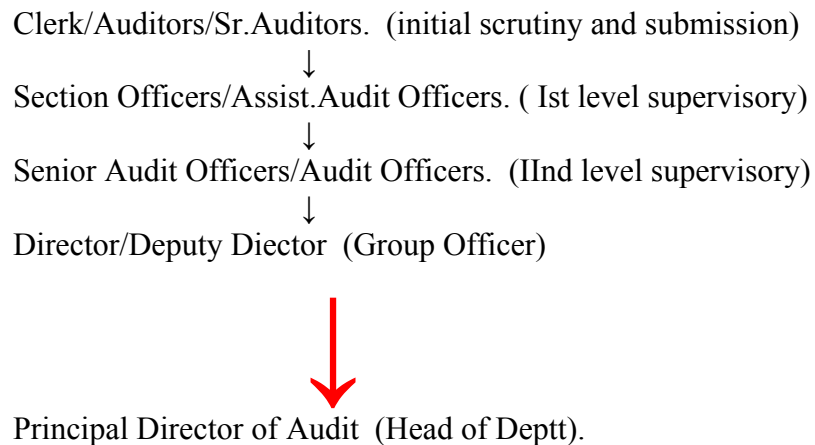 Clerk/Auditors/Sr.Auditors. (initial scrutiny and submission)
↓
Section Officers/Assist.Audit Officers. ( Ist level supervisory)
↓
Senior Audit Officers/Audit Officers. (IInd level supervisory)
↓
Director/Deputy Diector (Group Officer)
Principal Director of Audit (Head of Deptt).